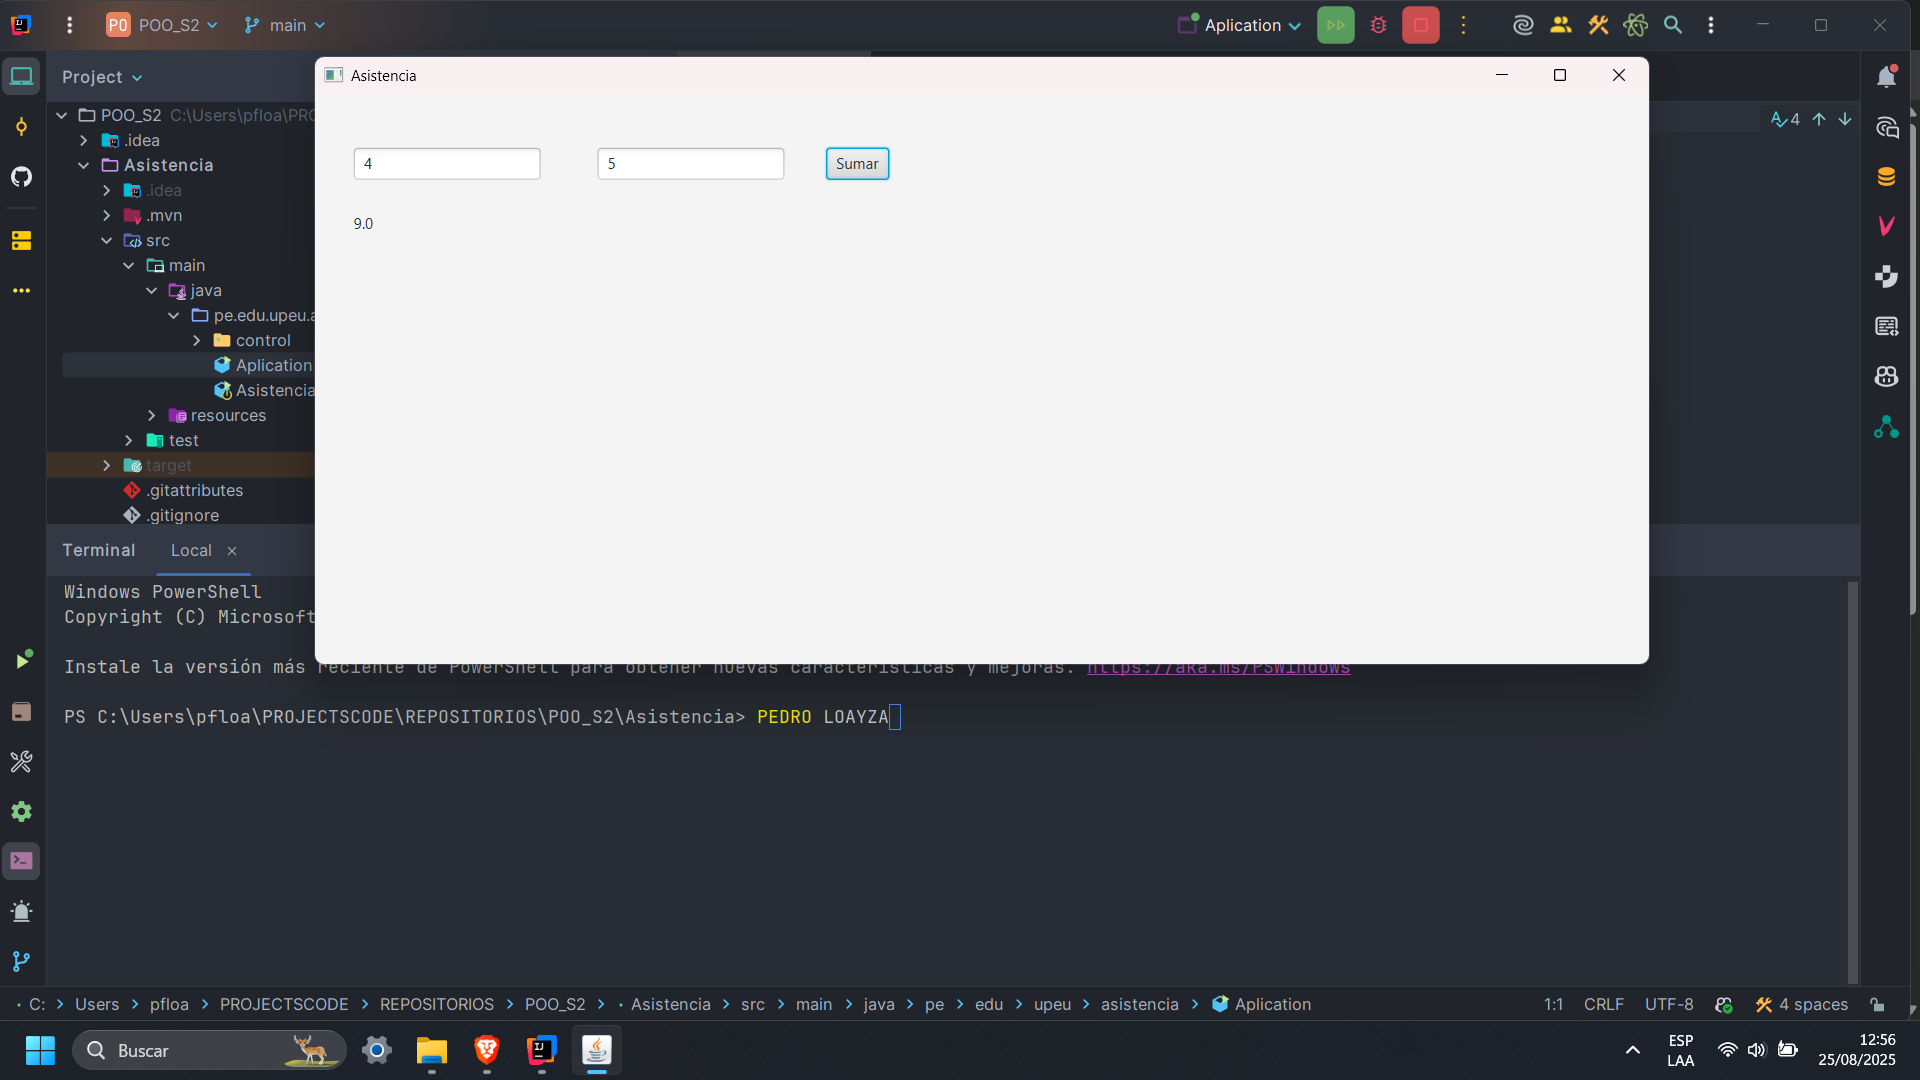 PO POO_S2 main Aplication
Project
Asistencia
POO_S2 C:\Users\pfloa\PRO
.idea
4
Asistencia
4 5 Sumar
.idea
.mvn
9.0
src
main
java
pe.edu.upeu.a
control
Aplication
Asistencia
resources
test
target
.gitattributes
.gitignore
Terminal Local
Windows PowerShell
Copyright (C) Microsoft
Instale la versión más reciente de PowerShell para obtener nuevas características y mejoras. https://aka.ms/PSWindows
PS C:\Users\pfloa\PROJECTSCODE\REPOSITORIOS\POO_S2\Asistencia> PEDRO LOAYZA
C: > Users > pfloa > PROJECTSCODE > REPOSITORIOS > POO_S2 > Asistencia > src > main > java > pe > edu > upeu > asistencia > Aplication 1:1 CRLF UTF-8 4 spaces
Buscar
ESP
LAA
12:56
25/08/2025